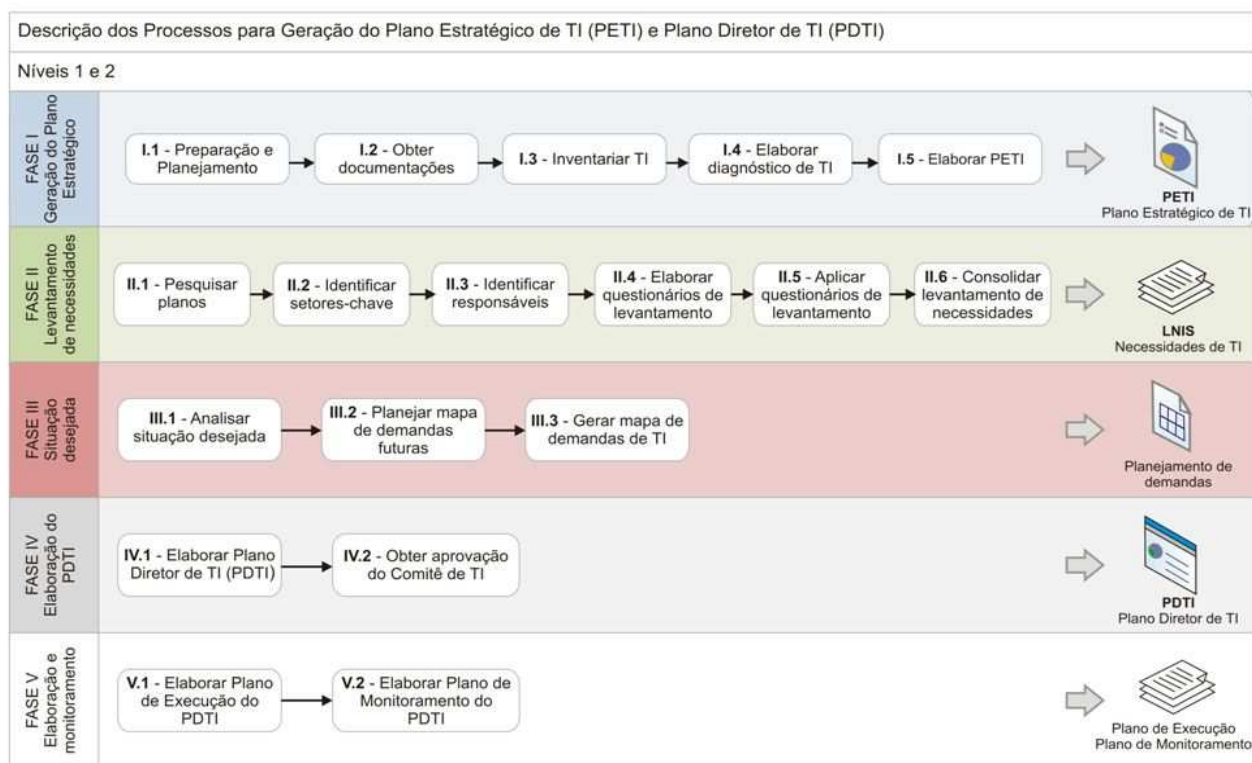 Descrição dos Processos para Geração do Plano Estratégico de TI (PETI) e Plano Diretor de TI (PDTI)
Níveis 1 e 2
FASE I
Geração do Plano
Estratégico
I.1 - Preparação e
Planejamento
I.2 - Obter
documentações
I.3 - Inventariar TI
I.4 - Elaborar
diagnóstico de TI
I.5 - Elaborar PETI
PETI
Plano Estratégico de TI
FASE II
Levantamento
de necessidades
II.1 - Pesquisar
planos
II.2 - Identificar
setores-chave
II.3 - Identificar
responsáveis
II.4 - Elaborar
questionários de
levantamento
II.5 - Aplicar
questionários de
levantamento
II.6 - Consolidar
levantamento de
necessidades
LNIS
Necessidades de TI
FASE III
Situação
desejada
III.1 - Analisar
situação desejada
III.2 - Planejar mapa
de demandas
futuras
III.3 - Gerar mapa de
demandas de TI
Planejamento de
demandas
FASE IV
Elaboração do
PDTI
IV.1 - Elaborar Plano
Diretor de TI (PDTI)
IV.2 - Obter aprovação
do Comitê de TI
PDTI
Plano Diretor de TI
FASE V
Elaboração e
monitoramento
V.1 - Elaborar Plano
de Execução do
PDTI
V.2 - Elaborar Plano de
Monitoramento do
PDTI
Plano de Execução
Plano de Monitoramento